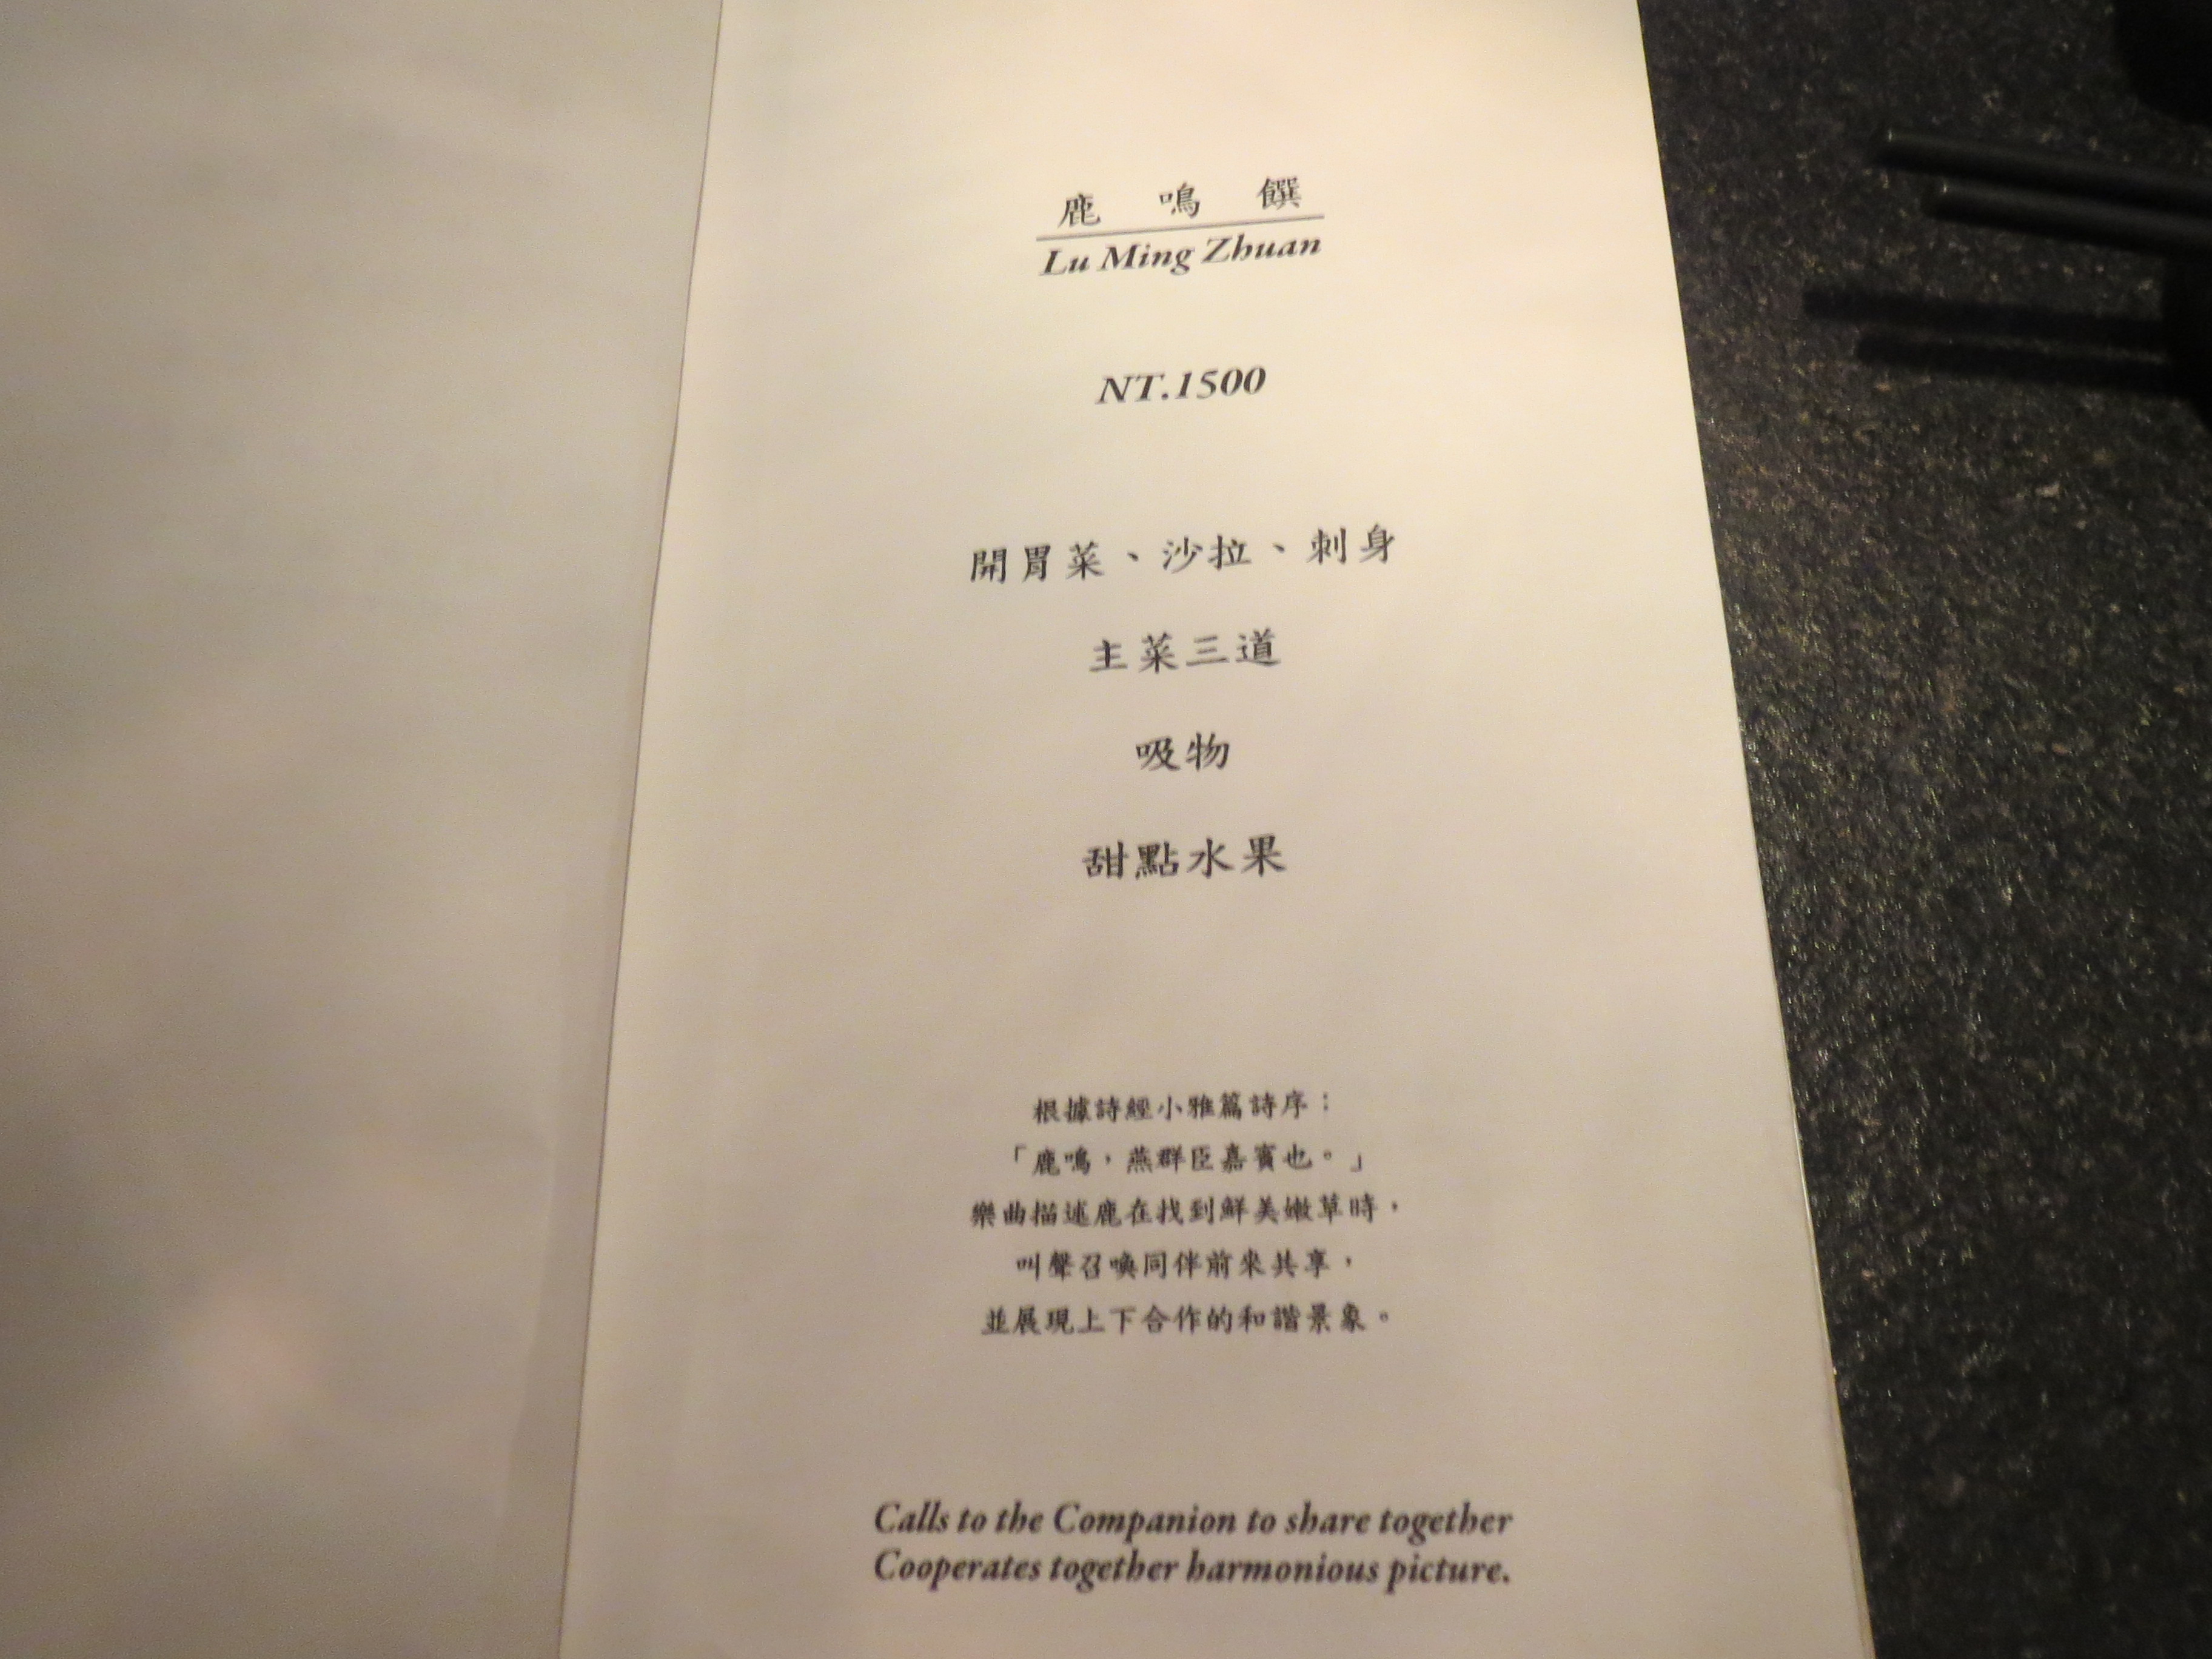 鹿鳴饌
Lu Ming Zhuan
NT.1500
開胃菜、沙拉、刺身
主菜三道
吸物
甜點水果
根據詩經小雅篇詩序：
「鹿鳴，燕群臣嘉賓也。」
樂曲描述鹿在找到鮮美嫩草時，
叫聲召喚同伴前來共享，
並展現上下合作的和諧景象。
Calls to the Companion to share together
Cooperates together harmonious picture.